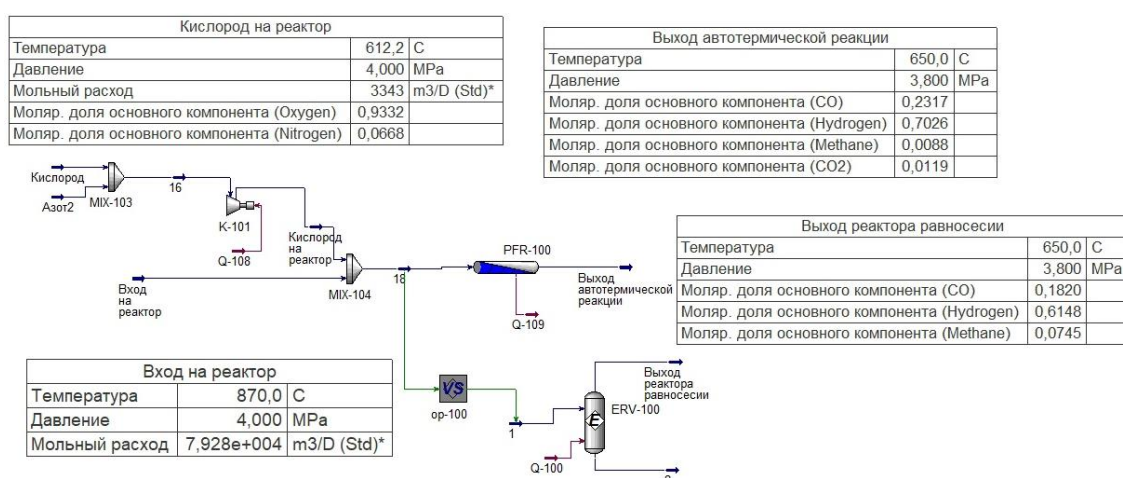 Кислород на реактор
Температура 612,2 C
Давление 4,000 MPa
Мольный расход 3343 m3/D (Std)*
Моляр. доля основного компонента (Oxygen) 0,9332
Моляр. доля основного компонента (Nitrogen) 0,0668
Выход автотермической реакции
Температура 650,0 C
Давление 3,800 MPa
Моляр. доля основного компонента (CO) 0,2317
Моляр. доля основного компонента (Hydrogen) 0,7026
Моляр. доля основного компонента (Methane) 0,0088
Моляр. доля основного компонента (CO2) 0,0119
Кислород
Азот2
MIX-103
16
K-101
Q-108
Кислород
на
реактор
Вход
на
реактор
MIX-104
18
PFR-100
Q-109
Выход
автотермической
реакции
Выход реактора равносесии
Температура 650,0 C
Давление 3,800 MPa
Моляр. доля основного компонента (CO) 0,1820
Моляр. доля основного компонента (Hydrogen) 0,6148
Моляр. доля основного компонента (Methane) 0,0745
Вход на реактор
Температура 870,0 C
Давление 4,000 MPa
Мольный расход 7,928e+004 m3/D (Std)*
VS
op-100
1
Q-100
E
ERV-100
Выход
реактора
равносесии